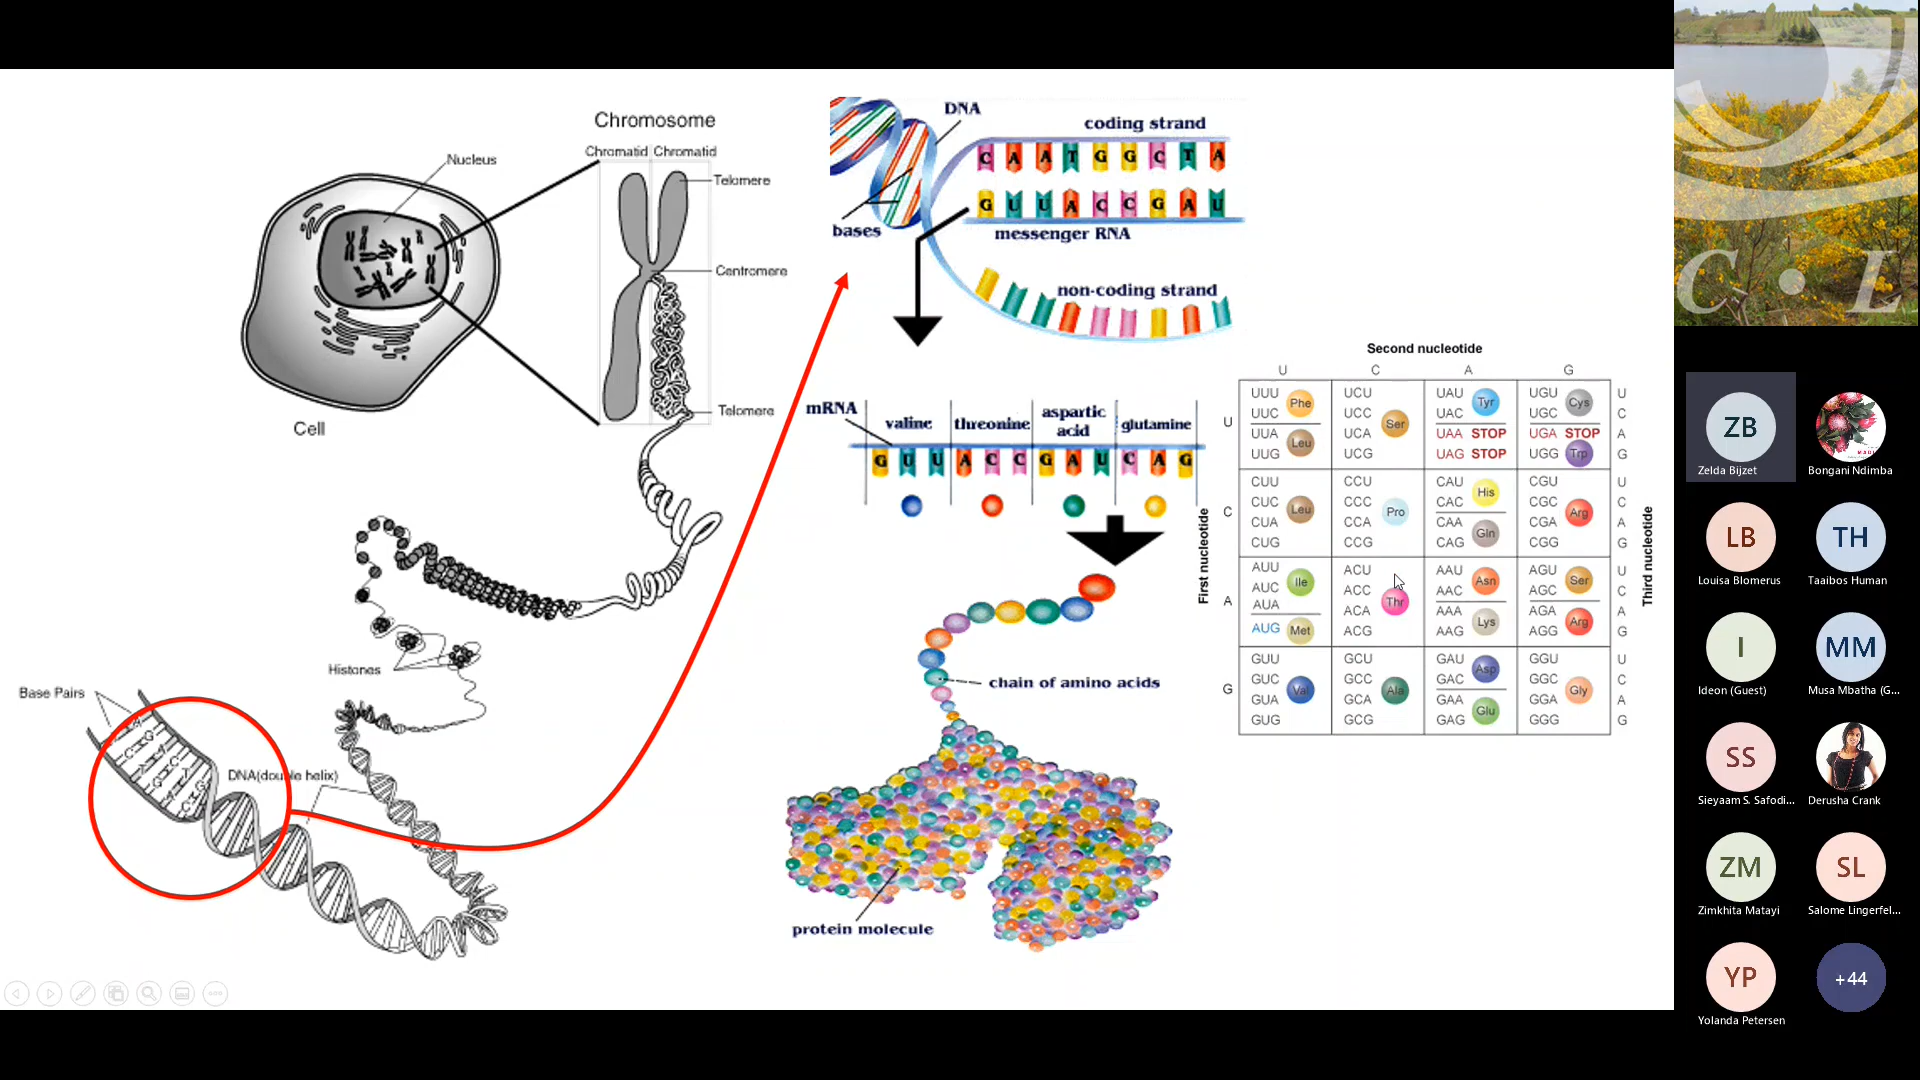 Chromosome
Chromatid Chromatid
Nucleus
Telomere
Centromere
Telomere
Cell
Histones
Base Pairs
DNA(double helix)
DNA
coding strand
C A A T G G C T A
G U U A C C G A U
bases
messenger RNA
non-coding strand
mRNA
valine threonine aspartic acid glutamine
G U U A C C G A U C A G
chain of amino acids
protein molecule
Second nucleotide
U C A G
First nucleotide
Third nucleotide
U
UUU Phe UCU Ser UAU Tyr UGU Cys U
UUC UCC UAC UGC C
UUA Leu UCA UAA STOP UGA STOP A
UUG UCG UAG STOP UGG Trp G
C
CUU Leu CCU Pro CAU His CGU Arg U
CUC CCC CAC CGC C
CUA CCA CAA Gln CGA A
CUG CCG CAG CGG G
A
AUU Ile ACU Thr AAU Asn AGU Ser U
AUC ACC AAC AGC C
AUA ACA AAA Lys AGA Arg A
AUG Met ACG AAG AGG G
G
GUU Val GCU Ala GAU Asp GGU Gly U
GUC GCC GAC GGC C
GUA GCA GAA Glu GGA A
GUG GCG GAG GGG G
C • L
ZB
Zelda Bijzet
Bongani Ndimba
LB
Louisa Blomerus
TH
Taaibos Human
I
Ideon (Guest)
MM
Musa Mbatha (G...
SS
Sieyaam S. Safodi...
Derusha Crank
ZM
Zimkhita Matayi
SL
Salome Lingerfel...
YP
Yolanda Petersen
+44